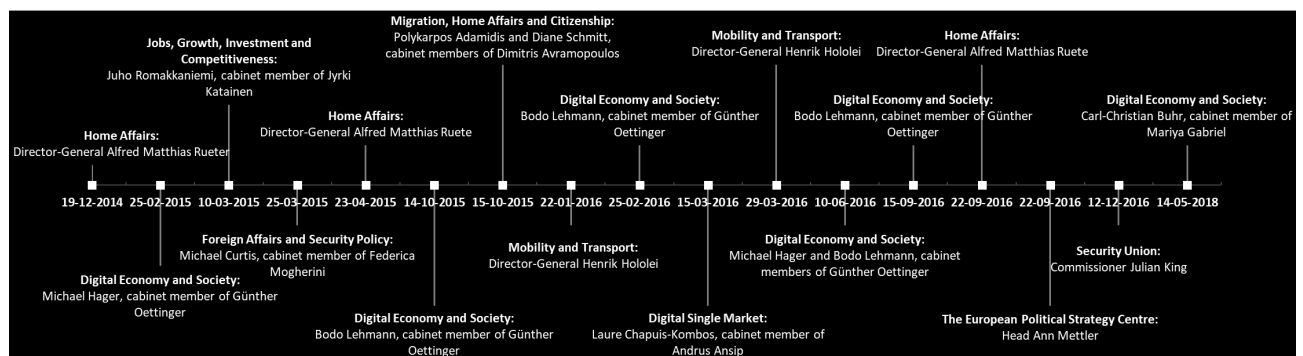 Migration, Home Affairs and Citizenship:
Polykarpos Adamidis and Diane Schmitt,
cabinet members of Dimitris Avramopoulos
Jobs, Growth, Investment and
Competitiveness:
Juho Romakkaniemi, cabinet member of Jyrki
Katainen
Mobility and Transport:
Director-General Henrik Hololei
Home Affairs:
Director-General Alfred Matthias Ruete
Home Affairs:
Director-General Alfred Matthias Rueter
Home Affairs:
Director-General Alfred Matthias Ruete
Digital Economy and Society:
Bodo Lehmann, cabinet member of Günther
Oettinger
Digital Economy and Society:
Bodo Lehmann, cabinet member of Günther
Oettinger
Digital Economy and Society:
Carl-Christian Buhr, cabinet member of
Mariya Gabriel
19-12-2014 25-02-2015 10-03-2015 25-03-2015 23-04-2015 14-10-2015 15-10-2015 22-01-2016 25-02-2016 15-03-2016 29-03-2016 10-06-2016 15-09-2016 22-09-2016 22-09-2016 12-12-2016 14-05-2018
Digital Economy and Society:
Michael Hager, cabinet member of Günther
Oettinger
Foreign Affairs and Security Policy:
Michael Curtis, cabinet member of Federica
Mogherini
Digital Economy and Society:
Bodo Lehmann, cabinet member of Günther
Oettinger
Mobility and Transport:
Director-General Henrik Hololei
Digital Single Market:
Laure Chapuis-Kombos, cabinet member of
Andrus Ansip
Digital Economy and Society:
Michael Hager and Bodo Lehmann, cabinet
members of Günther Oettinger
The European Political Strategy Centre:
Head Ann Mettler
Security Union:
Commissioner Julian King